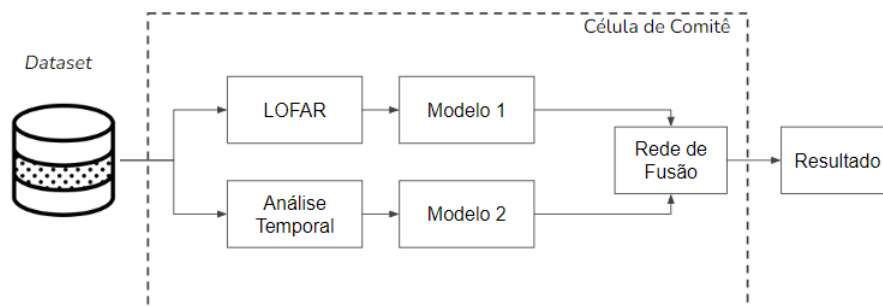 Célula de Comitê
Dataset
LOFAR
Modelo 1
Rede de
Fusão
Resultado
Análise
Temporal
Modelo 2